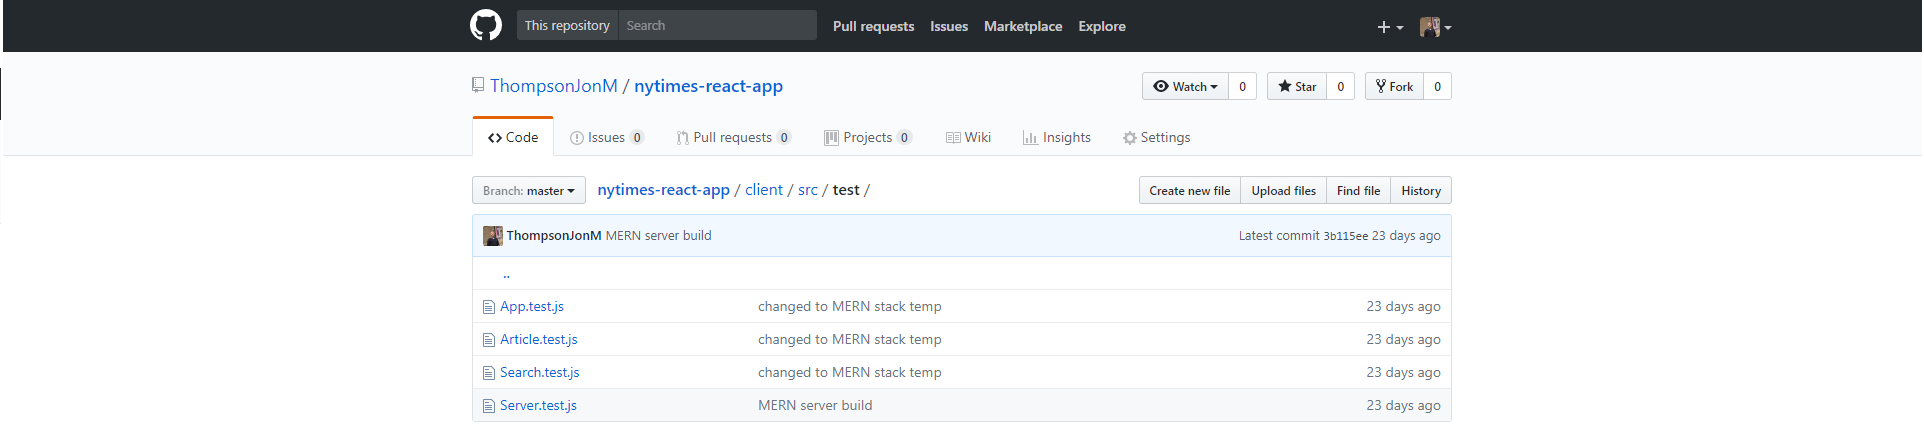 This repository Search Pull requests Issues Marketplace Explore
ThompsonJonM / nytimes-react-app Watch 0 Star 0 Fork 0
Code Issues 0 Pull requests 0 Projects 0 Wiki Insights Settings
Branch: master nytimes-react-app / client / src / test / Create new file Upload files Find file History
ThompsonJonM MERN server build Latest commit 3b115ee 23 days ago
..
App.test.js changed to MERN stack temp 23 days ago
Article.test.js changed to MERN stack temp 23 days ago
Search.test.js changed to MERN stack temp 23 days ago
Server.test.js MERN server build 23 days ago